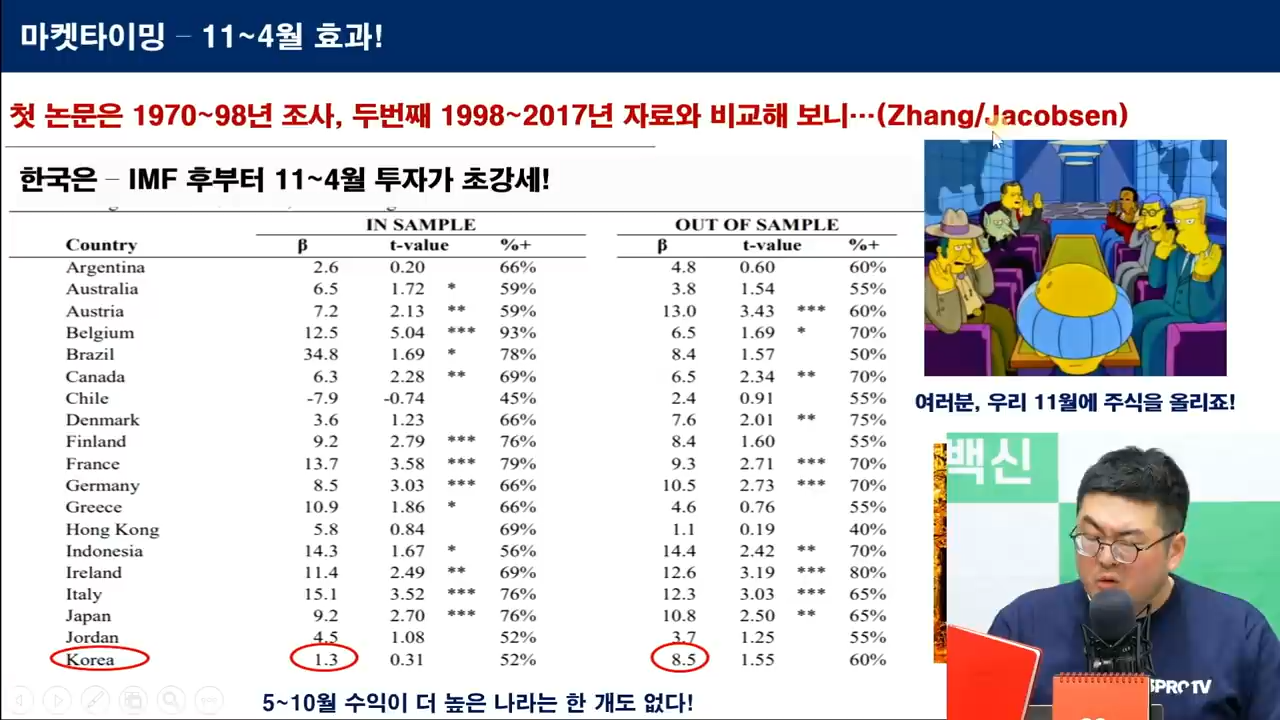 마켓타이밍 – 11~4월 효과!
첫 논문은 1970~98년 조사, 두번째 1998~2017년 자료와 비교해 보니…(Zhang/Jacobsen)
한국은 – IMF 후부터 11~4월 투자가 초강세!
IN SAMPLE OUT OF SAMPLE
Country β t-value %+ β t-value %+
Argentina 2.6 0.20 66% 4.8 0.60 60%
Australia 6.5 1.72 * 59% 3.8 1.54 55%
Austria 7.2 2.13 ** 59% 13.0 3.43 *** 60%
Belgium 12.5 5.04 *** 93% 6.5 1.69 * 70%
Brazil 34.8 1.69 * 78% 8.4 1.57 50%
Canada 6.3 2.28 ** 69% 6.5 2.34 ** 70%
Chile -7.9 -0.74 45% 2.4 0.91 55%
Denmark 3.6 1.23 66% 7.6 2.01 ** 75%
Finland 9.2 2.79 *** 76% 8.4 1.60 55%
France 13.7 3.58 *** 79% 9.3 2.71 *** 70%
Germany 8.5 3.03 *** 66% 10.5 2.73 *** 70%
Greece 10.9 1.86 * 66% 4.6 0.76 55%
Hong Kong 5.8 0.84 69% 1.1 0.19 40%
Indonesia 14.3 1.67 * 56% 14.4 2.42 ** 70%
Ireland 11.4 2.49 ** 69% 12.6 3.19 *** 80%
Italy 15.1 3.52 *** 76% 12.3 3.03 *** 65%
Japan 9.2 2.70 *** 76% 10.8 2.50 ** 65%
Jordan 4.5 1.08 52% 3.7 1.25 55%
Korea 1.3 0.31 52% 8.5 1.55 60%
5~10월 수익이 더 높은 나라는 한 개도 없다!
여러분, 우리 11월에 주식을 올리죠!
백신
3PRO TV